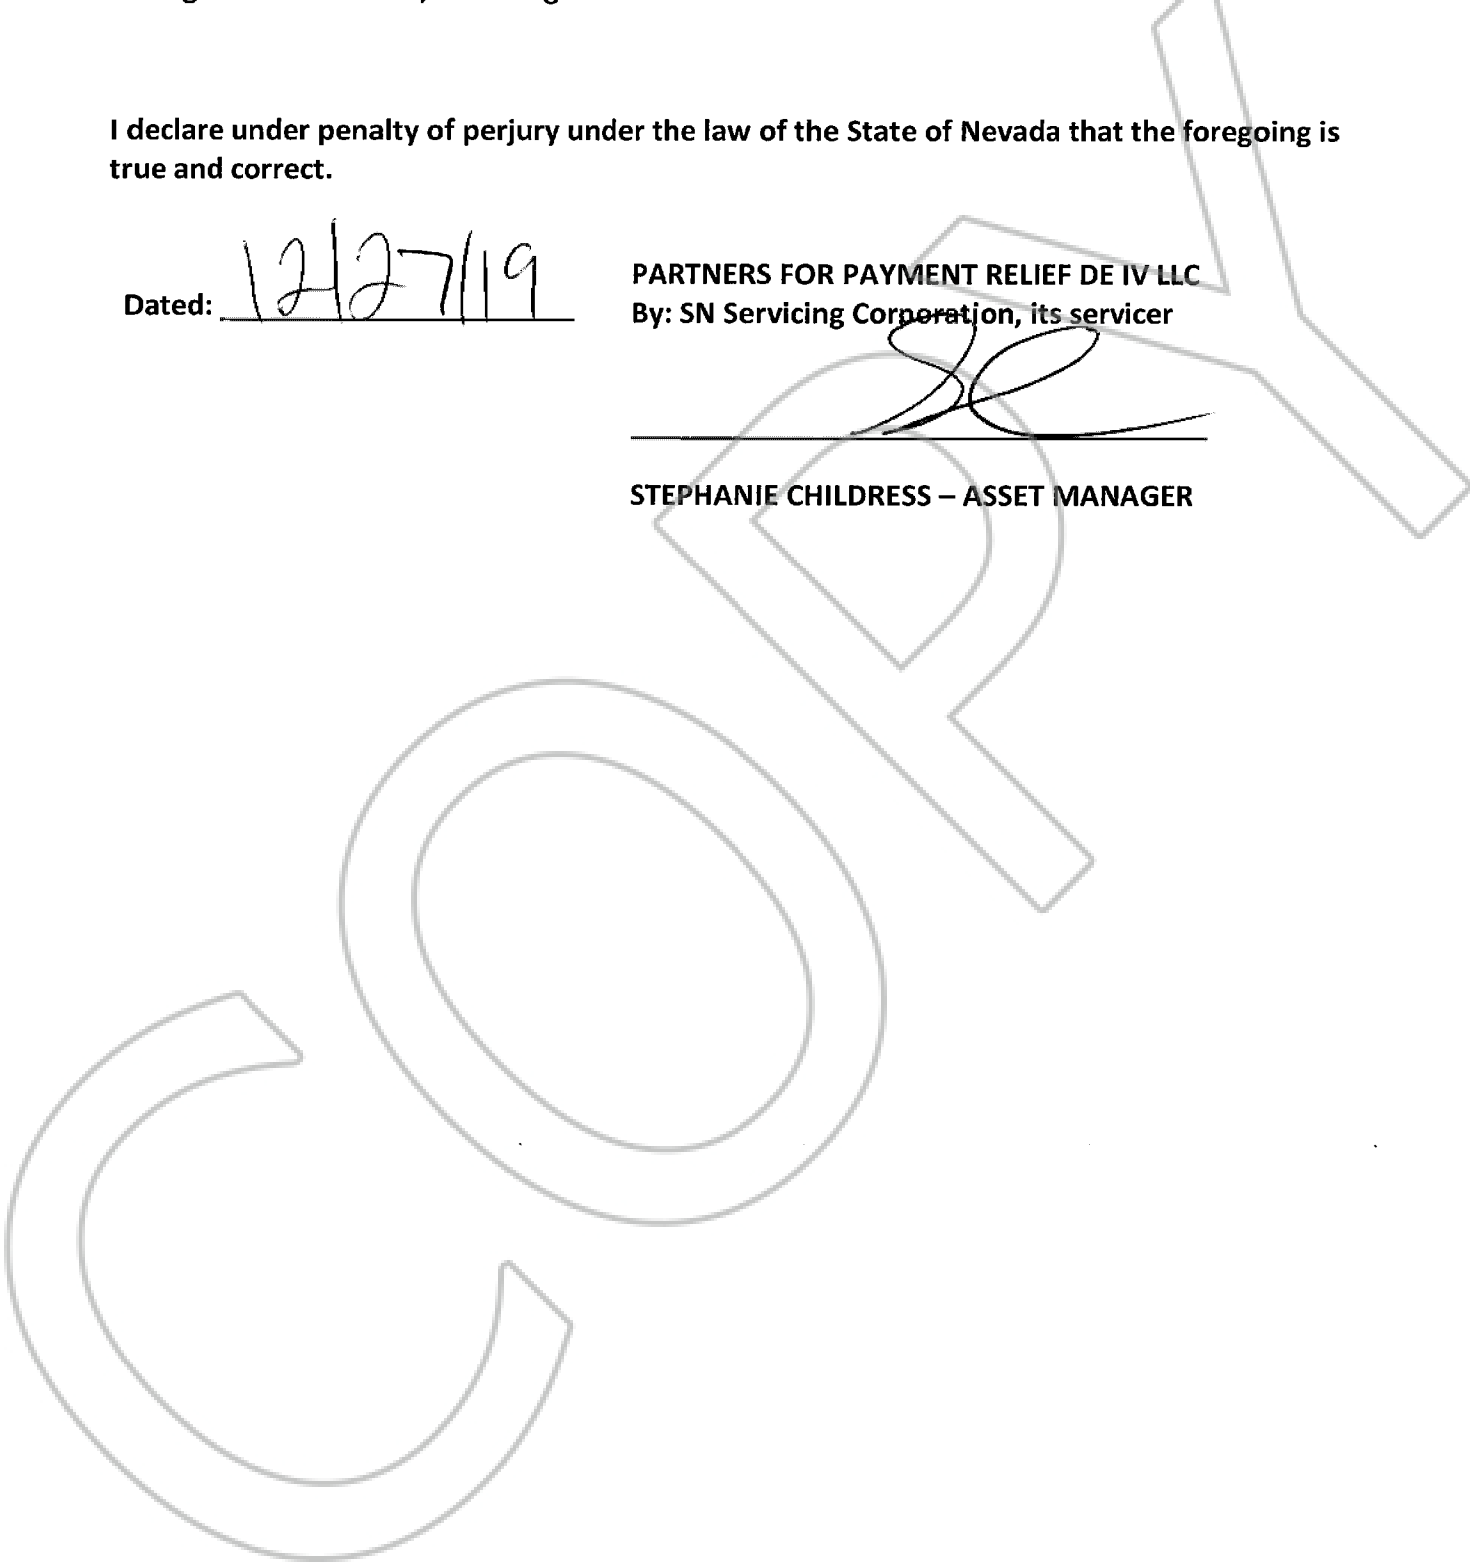 I declare under penalty of perjury under the law of the State of Nevada that the foregoing is
true and correct.
Dated: 12/27/19
PARTNERS FOR PAYMENT RELIEF DE IV LLC
By: SN Servicing Corporation, its servicer
STEPHANIE CHILDRESS – ASSET MANAGER
COPY